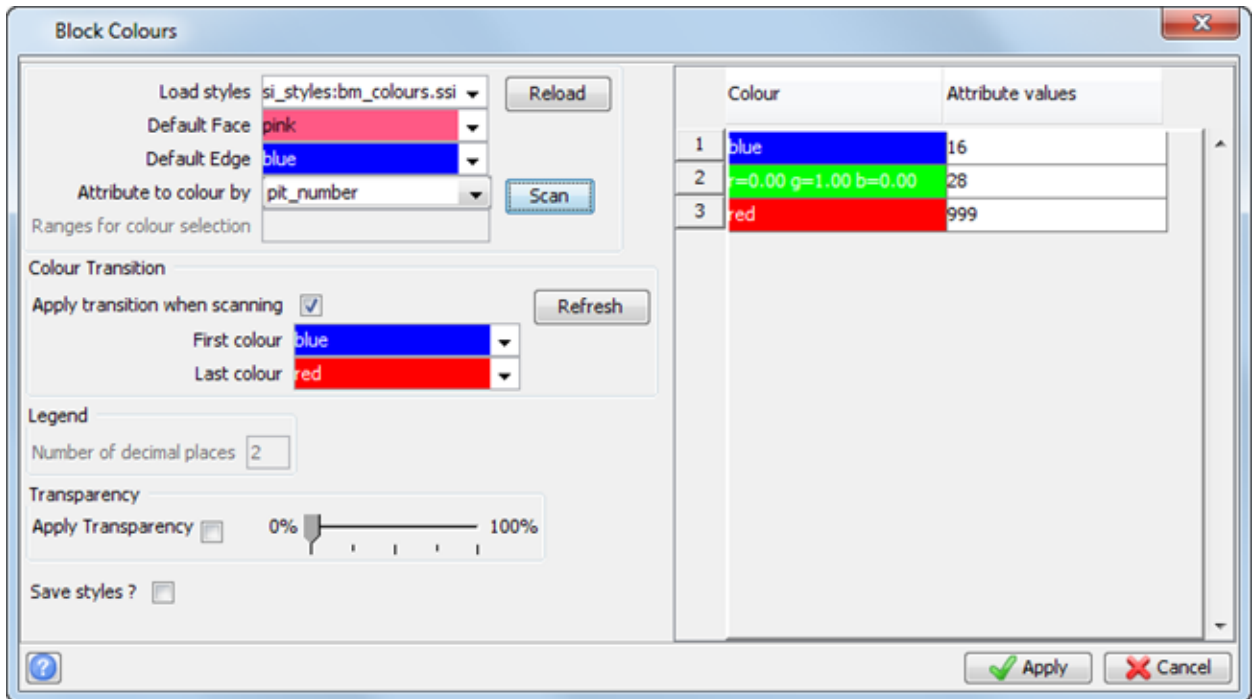 Block Colours
Load styles si_styles:bm_colours.ssi Reload
Default Face pink
Default Edge blue
Attribute to colour by pit_number Scan
Ranges for colour selection
Colour Transition
Apply transition when scanning Refresh
First colour blue
Last colour red
Legend
Number of decimal places 2
Transparency
Apply Transparency 0% 100%
Save styles ?
Colour Attribute values
1 blue 16
2 r=0.00 g=1.00 b=0.00 28
3 red 999
? Apply Cancel